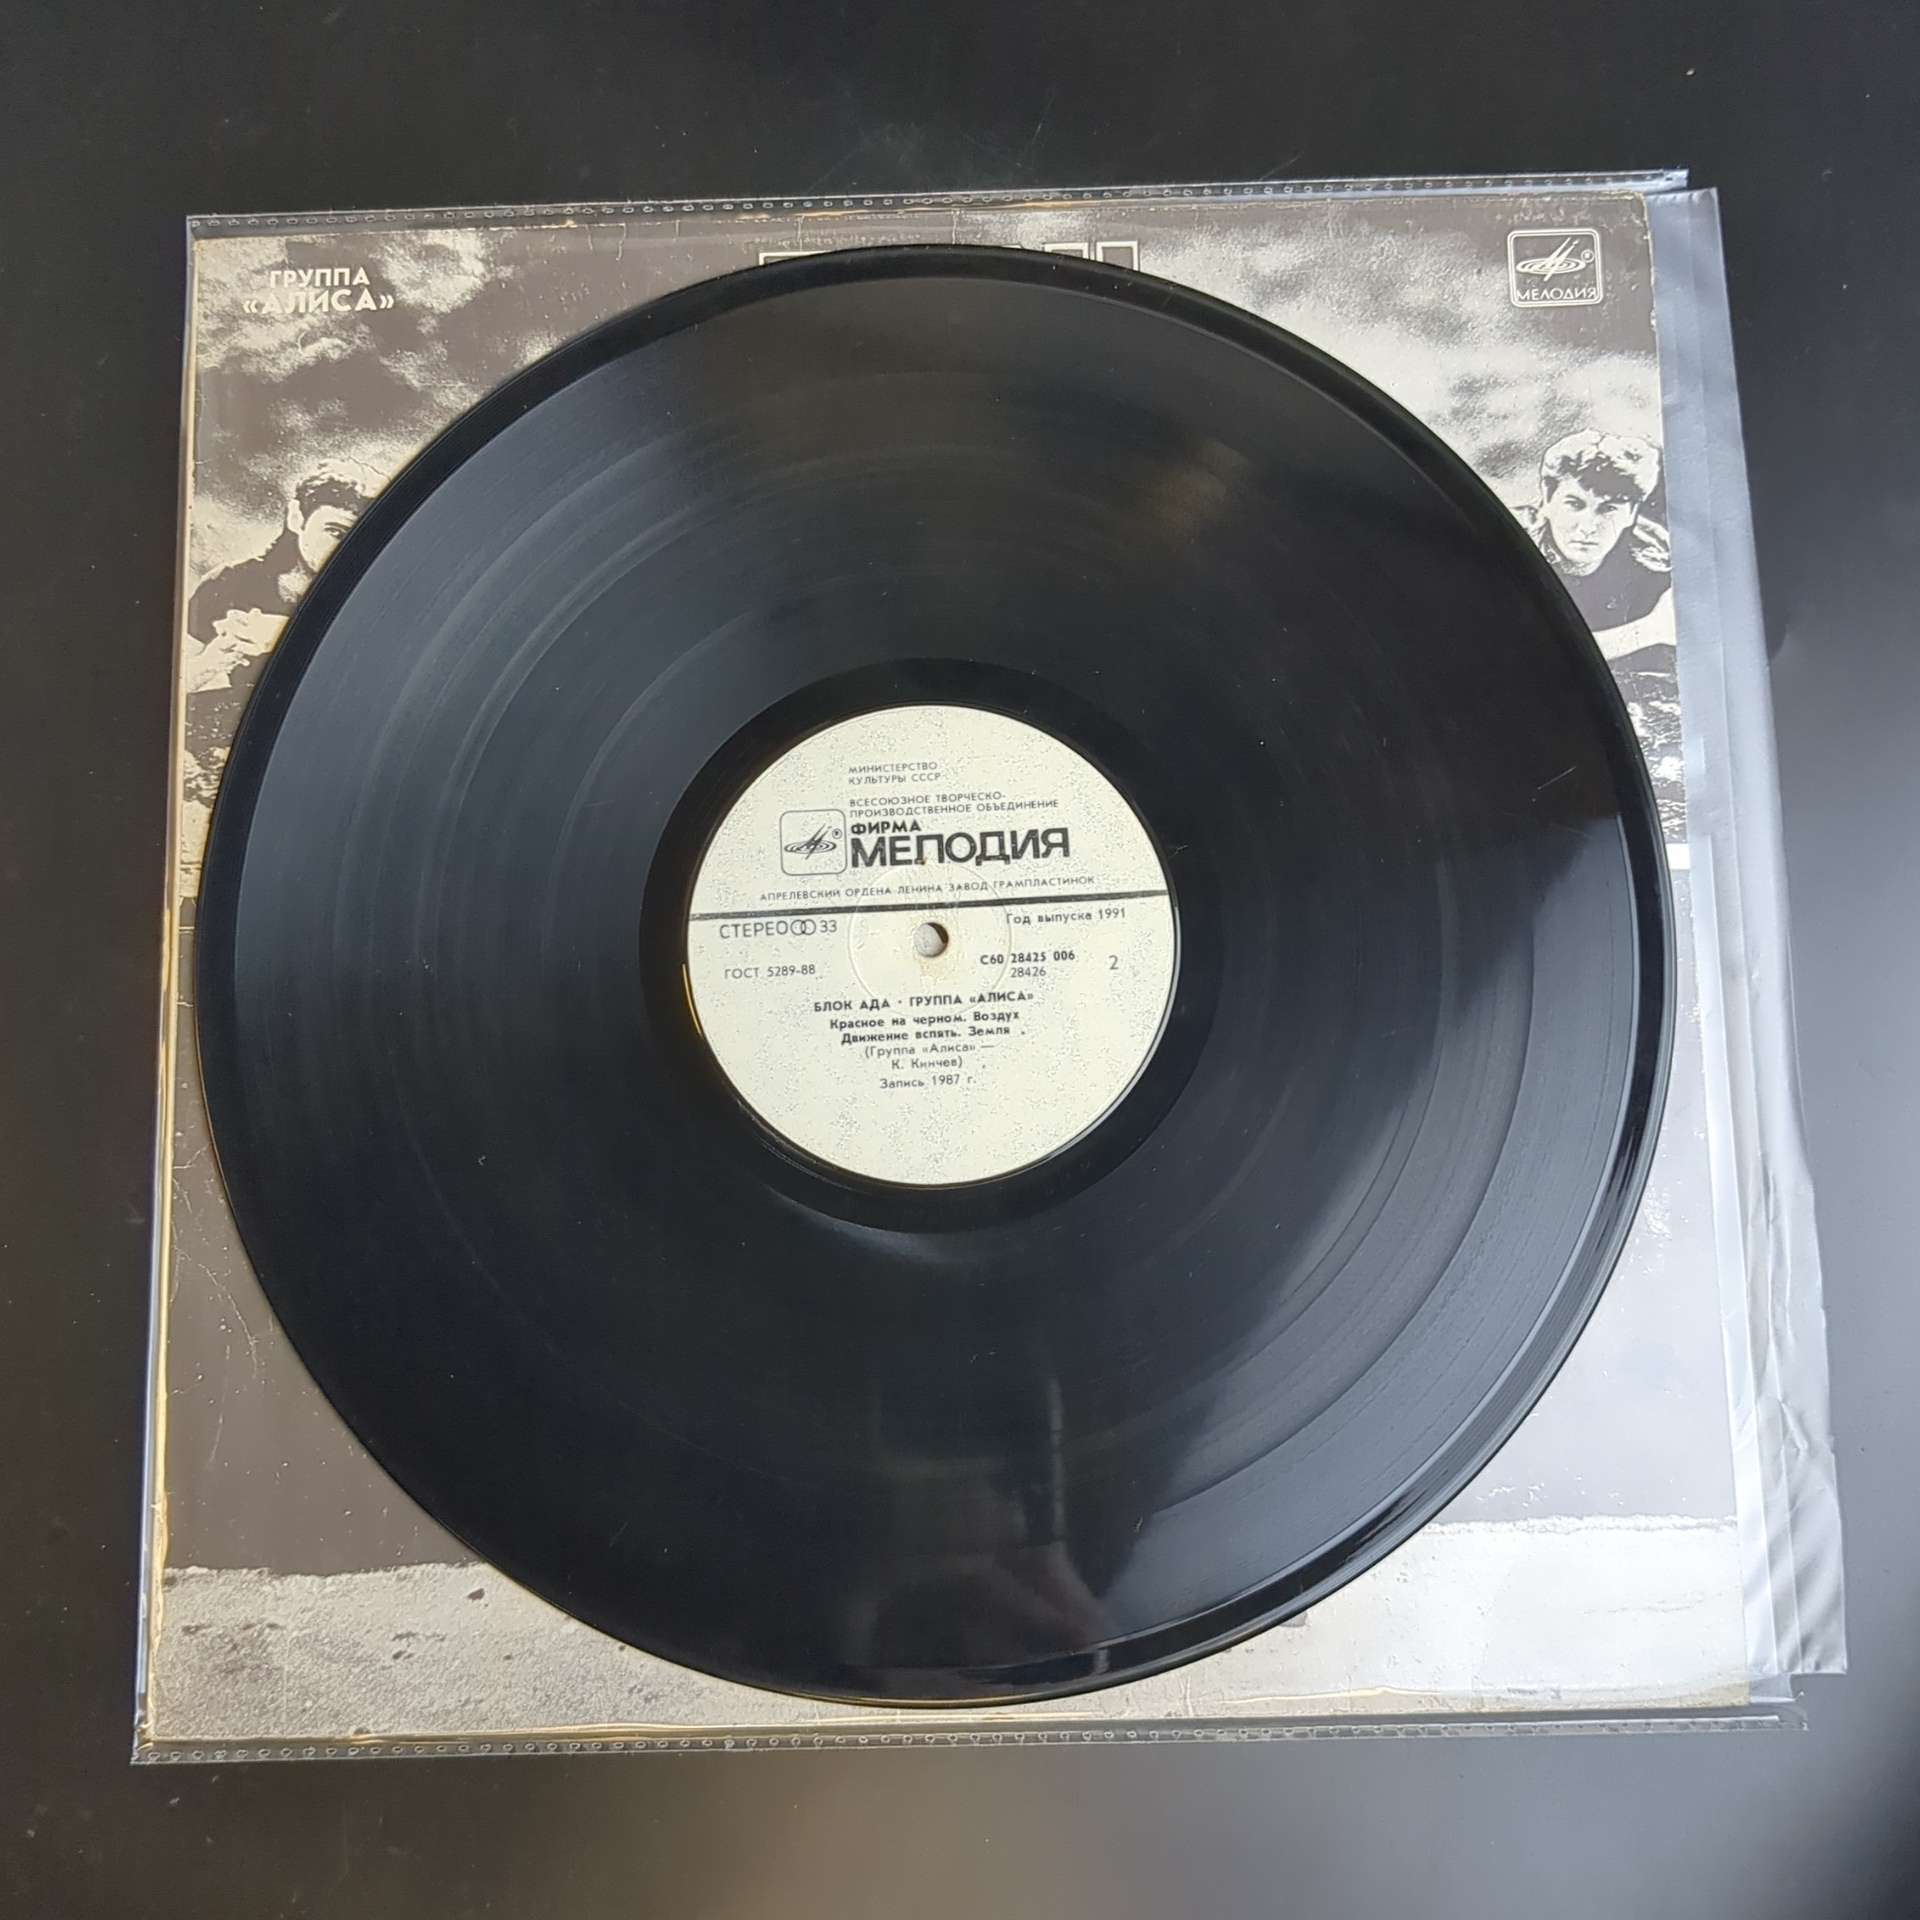 ГРУППА
«АЛИСА»
МЕЛОДИЯ
МИНИСТЕРСТВО
КУЛЬТУРЫ СССР
ВСЕСОЮЗНОЕ ТВОРЧЕСКО-
ПРОИЗВОДСТВЕННОЕ ОБЪЕДИНЕНИЕ
ФИРМА
МЕЛОДИЯ
АПРЕЛЕВСКИЙ ОРДЕНА ЛЕНИНА ЗАВОД ГРАМПЛАСТИНОК
СТЕРЕО 33
Год выпуска 1991
ГОСТ 5289-88
С60 28425 006
28426
2
БЛОК АДА · ГРУППА «АЛИСА»
Красное на черном. Воздух
Движение вспять. Земля
(Группа «Алиса» —
К. Кинчев)
Запись 1987 г.